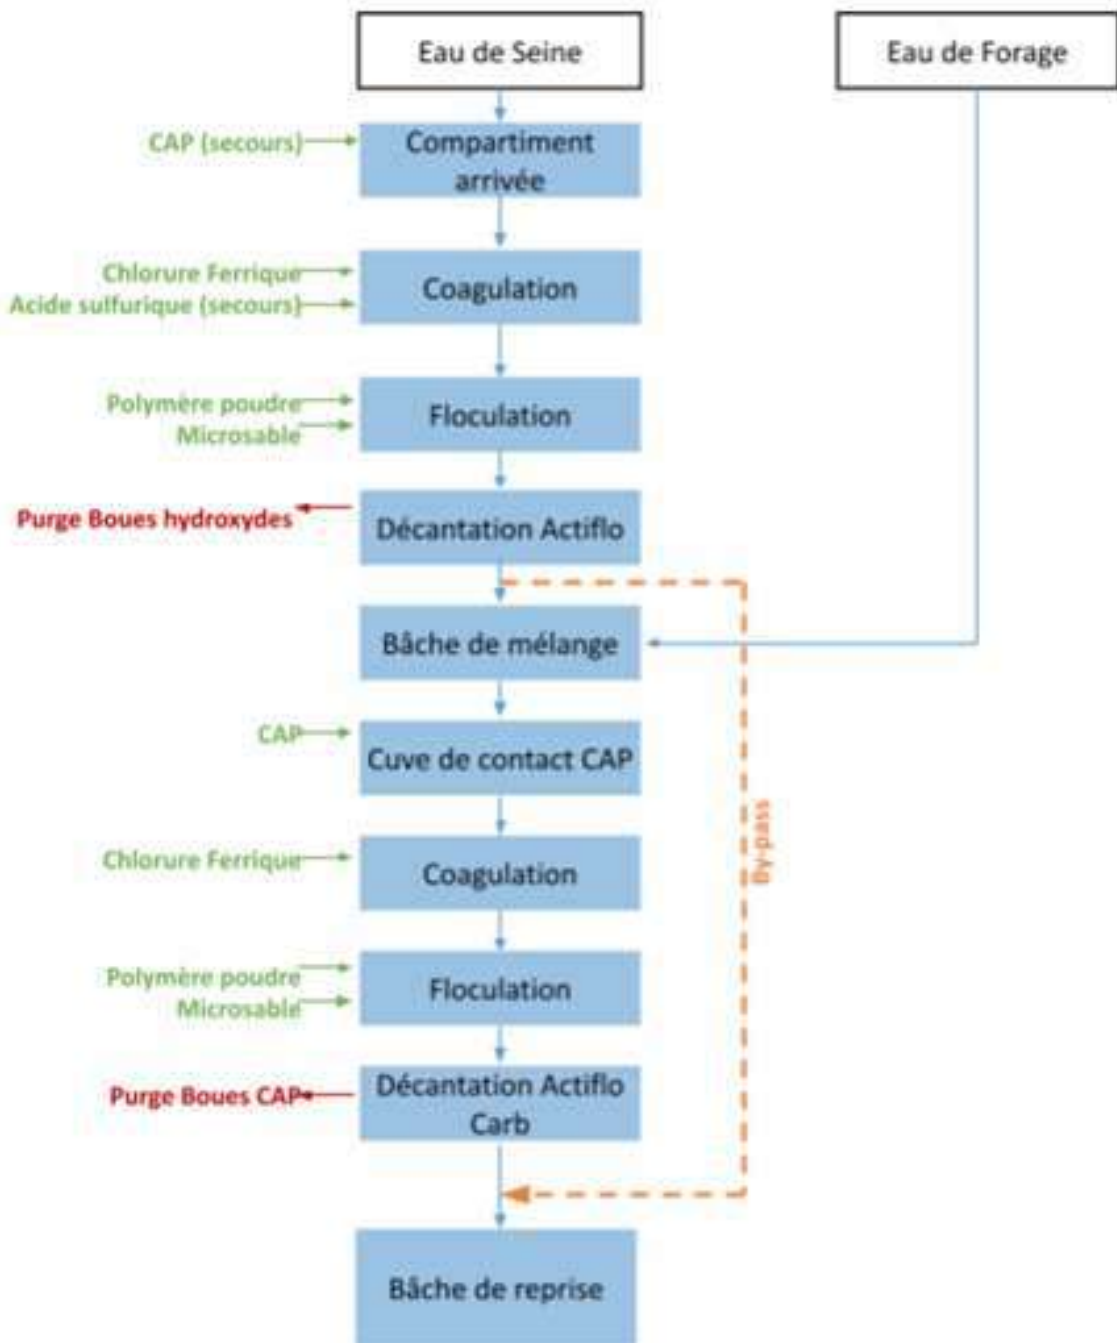 Eau de Seine
Eau de Forage
CAP (secours)
Compartiment
arrivée
Chlorure Ferrique
Acide sulfurique (secours)
Coagulation
Polymère poudre
Microsable
Floculation
Purge Boues hydroxydes
Décantation Actiflo
Bâche de mélange
CAP
Cuve de contact CAP
By-pass
Chlorure Ferrique
Coagulation
Polymère poudre
Microsable
Floculation
Purge Boues CAP
Décantation Actiflo
Carb
Bâche de reprise